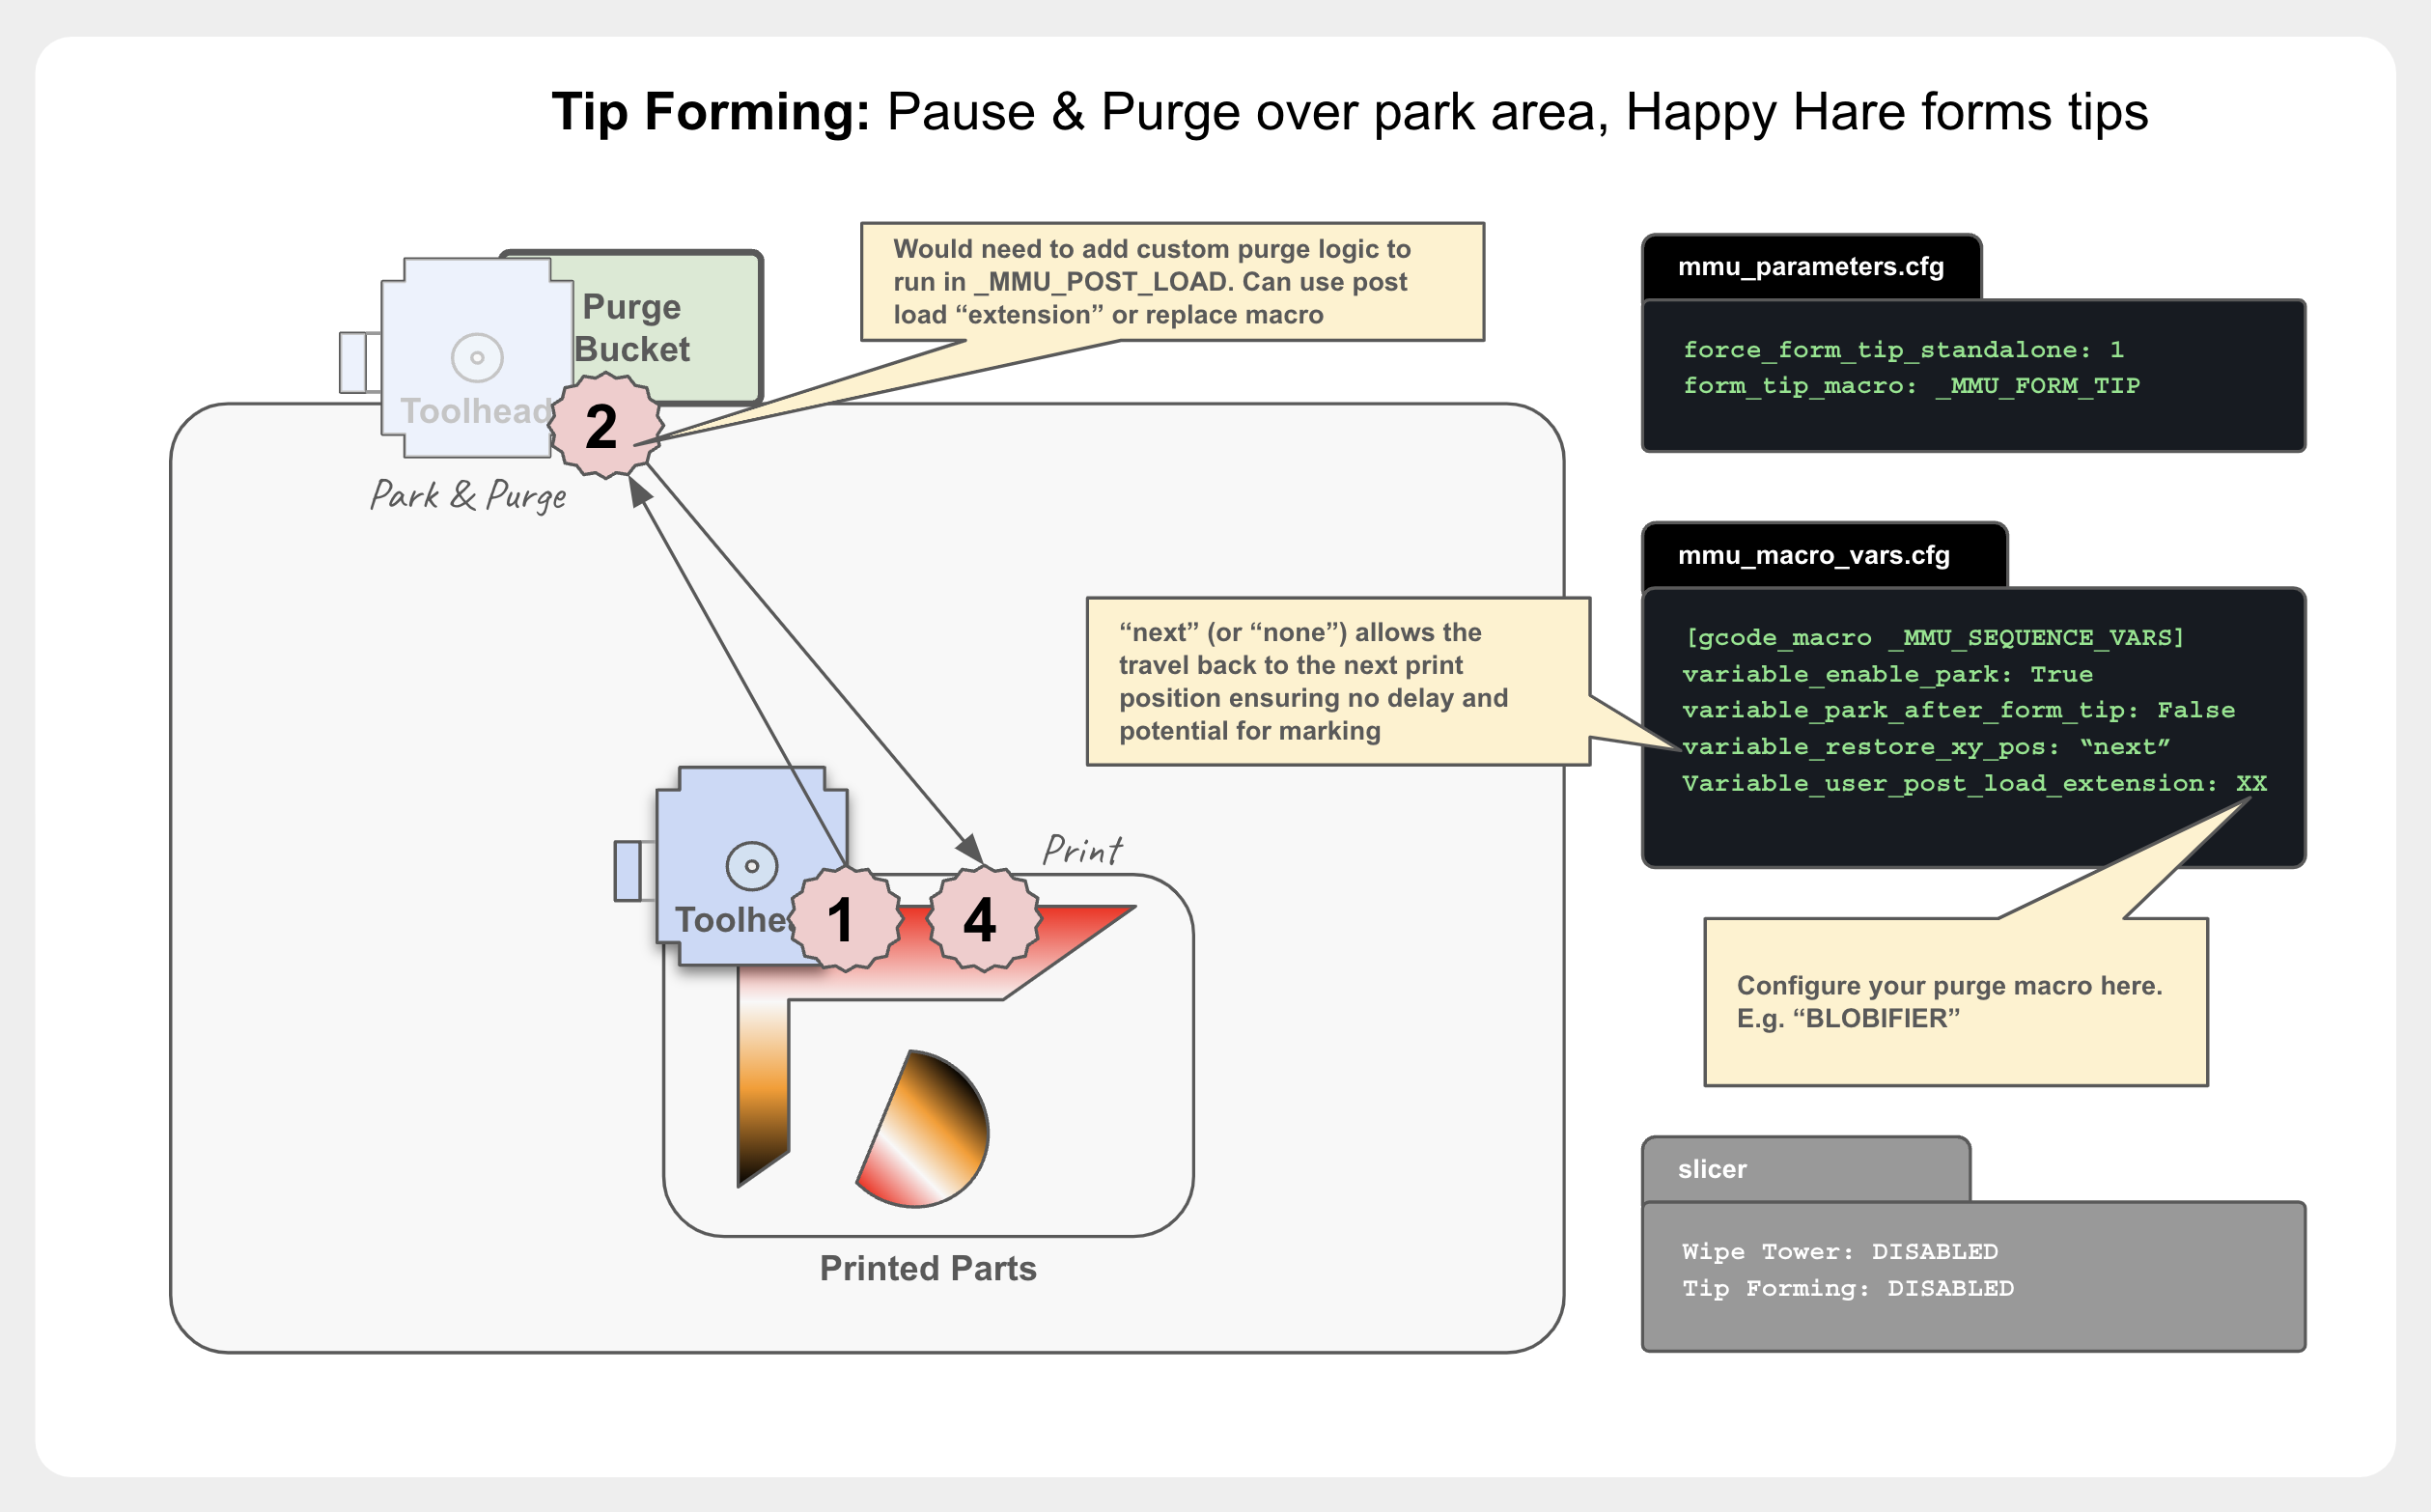 Tip Forming: Pause & Purge over park area, Happy Hare forms tips
Would need to add custom purge logic to
run in _MMU_POST_LOAD. Can use post
load “extension” or replace macro
Purge
Bucket
Toolhead
2
Park & Purge
“next” (or “none”) allows the
travel back to the next print
position ensuring no delay and
potential for marking
Print
Toolhea
1
4
Printed Parts
mmu_parameters.cfg
force_form_tip_standalone: 1
form_tip_macro: _MMU_FORM_TIP
mmu_macro_vars.cfg
[gcode_macro _MMU_SEQUENCE_VARS]
variable_enable_park: True
variable_park_after_form_tip: False
variable_restore_xy_pos: “next”
Variable_user_post_load_extension: XX
Configure your purge macro here.
E.g. “BLOBIFIER”
slicer
Wipe Tower: DISABLED
Tip Forming: DISABLED